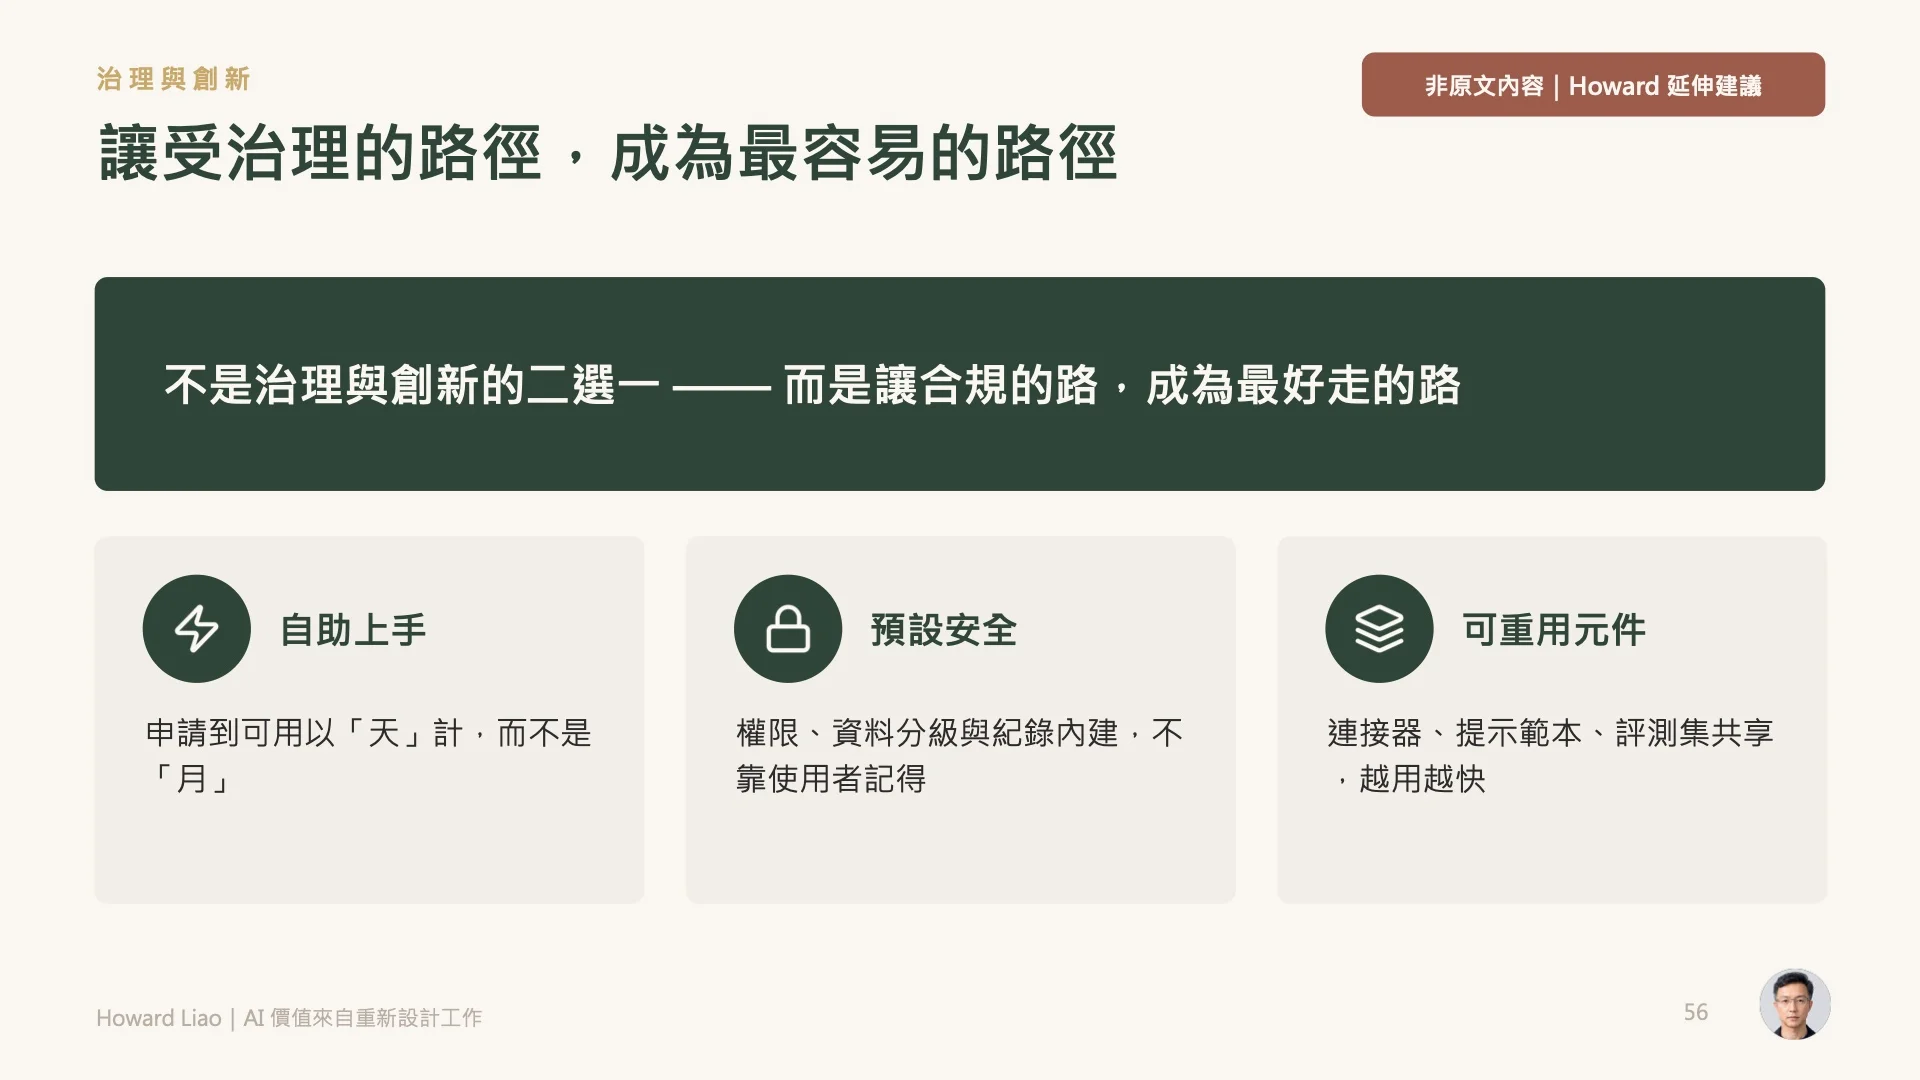 治理與創新
非原文內容｜Howard 延伸建議
讓受治理的路徑，成為最容易的路徑
不是治理與創新的二選一 —— 而是讓合規的路，成為最好走的路
自助上手
申請到可用以「天」計，而不是
「月」
預設安全
權限、資料分級與紀錄內建，不
靠使用者記得
可重用元件
連接器、提示範本、評測集共享
，越用越快
Howard Liao｜AI 價值來自重新設計工作
56